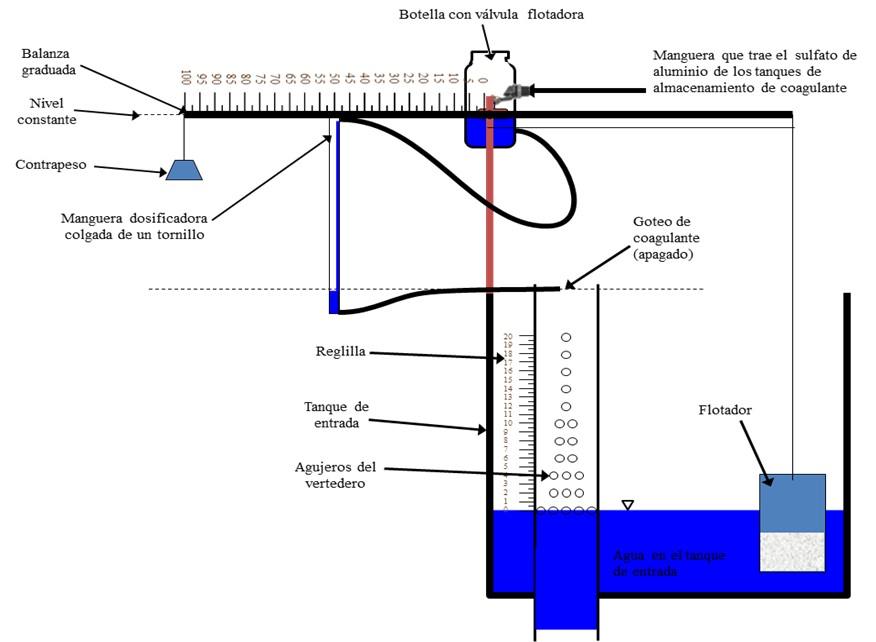 Botella con válvula flotadora
Balanza
graduada
Manguera que trae el sulfato de
aluminio de los tanques de
almacenamiento de coagulante
100 95 90 85 80 75 70 65 60 55 50 45 40 35 30 25 20 15 10 5 0
Nivel
constante
Contrapeso
Manguera dosificadora
colgada de un tornillo
Goteo de
coagulante
(apagado)
Reglilla
20
19
18
17
16
15
14
13
12
11
10
9
8
7
6
5
4
3
2
1
0
Tanque de
entrada
Flotador
Agujeros del
vertedero
Agua en el tanque
de entrada